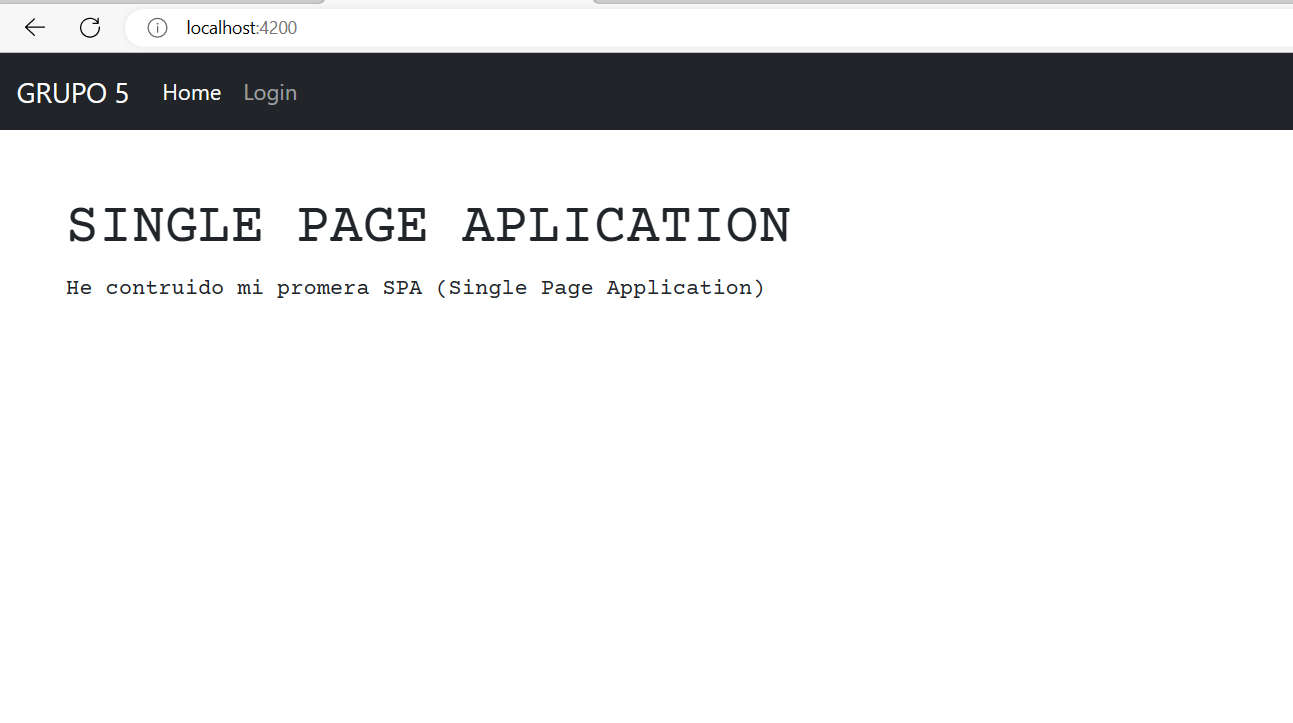 localhost:4200
GRUPO 5 Home Login
SINGLE PAGE APLICATION
He contruido mi promera SPA (Single Page Application)